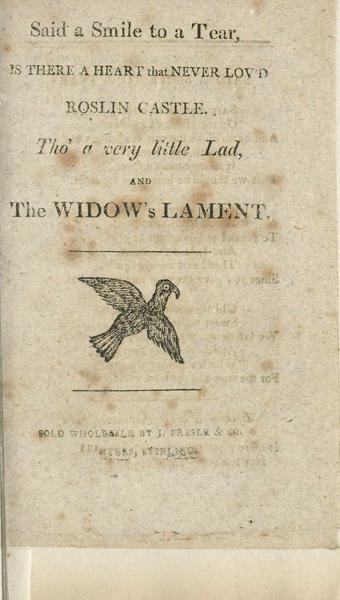 Said a Smile to a Tear,
IS THERE A HEART that NEVER LOV'D
ROSLIN CASTLE.
Tho' a very little Lad,
AND
The WIDOW's LAMENT.
SOLD WHOLESALE BY J. FRASER & CO.
PRINTERS, STIRLING.